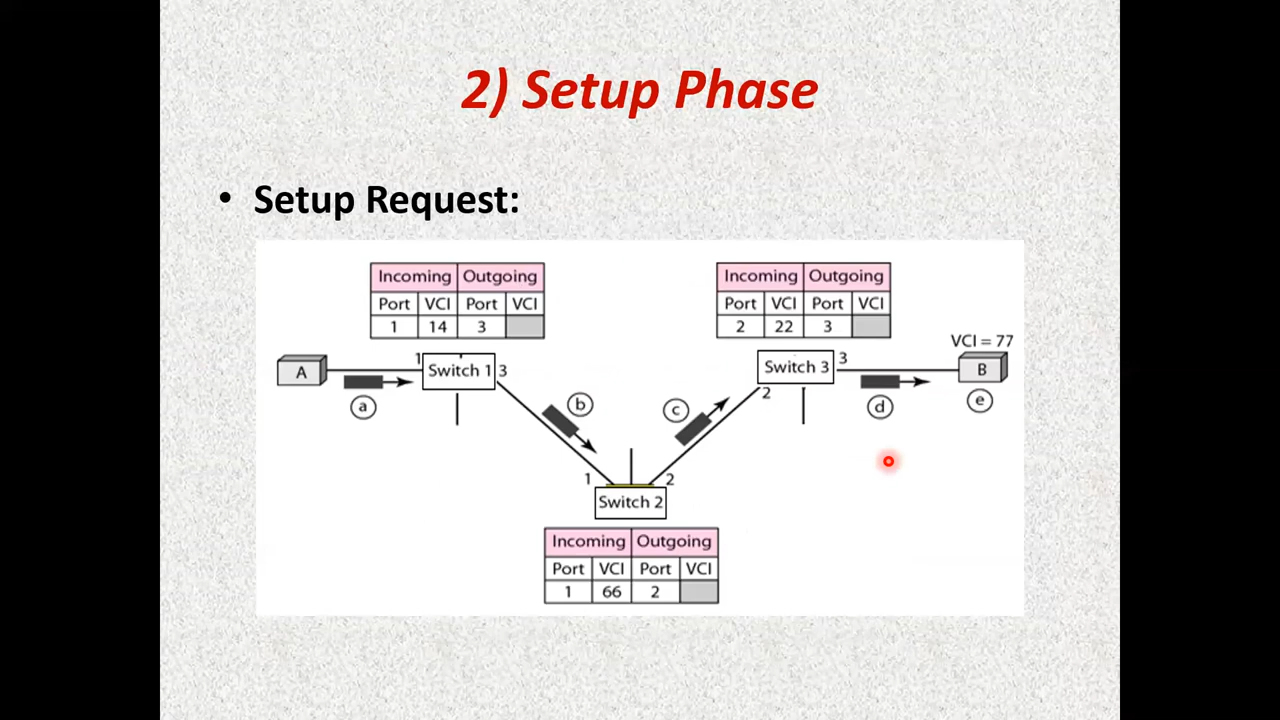 2) Setup Phase
• Setup Request:
Incoming Outgoing
Port VCI Port VCI
1 14 3
Incoming Outgoing
Port VCI Port VCI
2 22 3
VCI = 77
A
1
Switch 1
3
Switch 3
3
2
B
a
b
c
d
e
1
2
Switch 2
Incoming Outgoing
Port VCI Port VCI
1 66 2